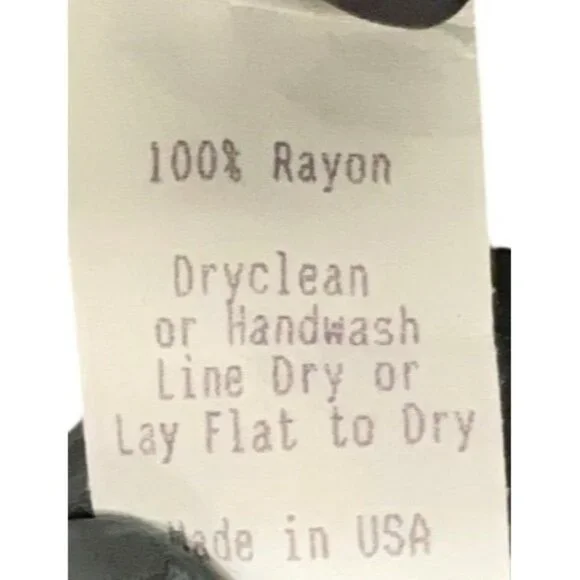 100% Rayon
Dryclean
or Handwash
Line Dry or
Lay Flat to Dry
Made in USA